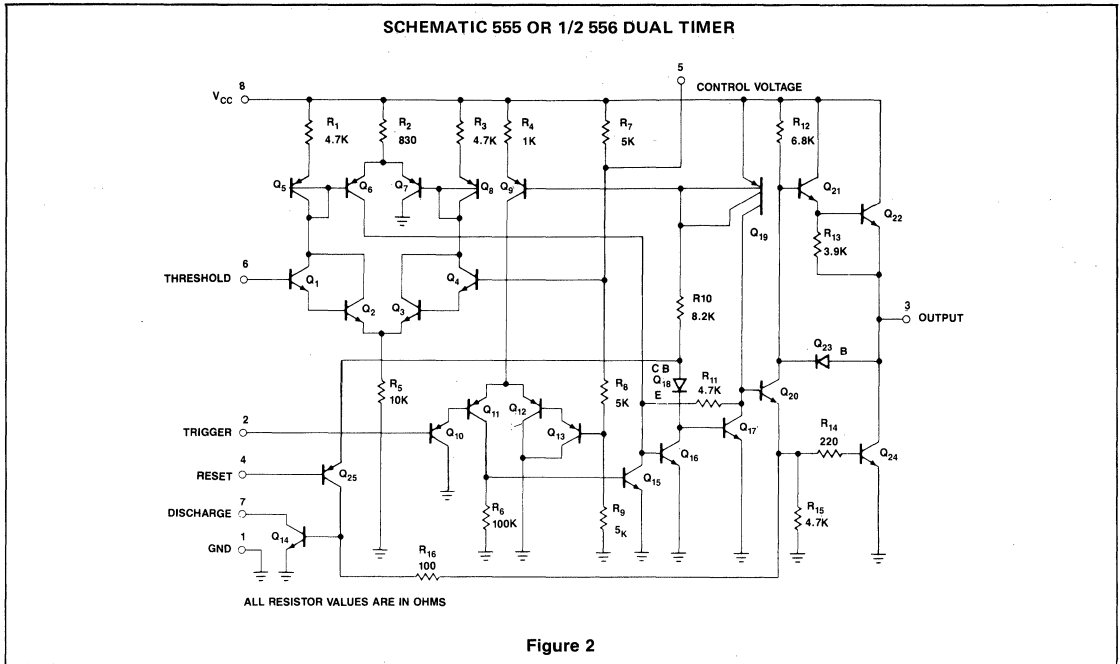 SCHEMATIC 555 OR 1/2 556 DUAL TIMER
5
CONTROL VOLTAGE
8
VCC
R1
4.7K
R2
830
R3
4.7K
R4
1K
R7
5K
R12
6.8K
Q5
Q6
Q7
Q8
Q9
Q19
Q21
Q22
R13
3.9K
THRESHOLD
6
Q1
Q2
Q3
Q4
R10
8.2K
3
OUTPUT
Q23
B
C B
Q18
E
R11
4.7K
R5
10K
R8
5K
Q20
R14
220
Q24
TRIGGER
2
Q10
Q11
Q12
Q13
Q17
Q16
RESET
4
Q25
Q15
R15
4.7K
DISCHARGE
7
R6
100K
R9
5K
Q14
GND
1
R16
100
ALL RESISTOR VALUES ARE IN OHMS
Figure 2